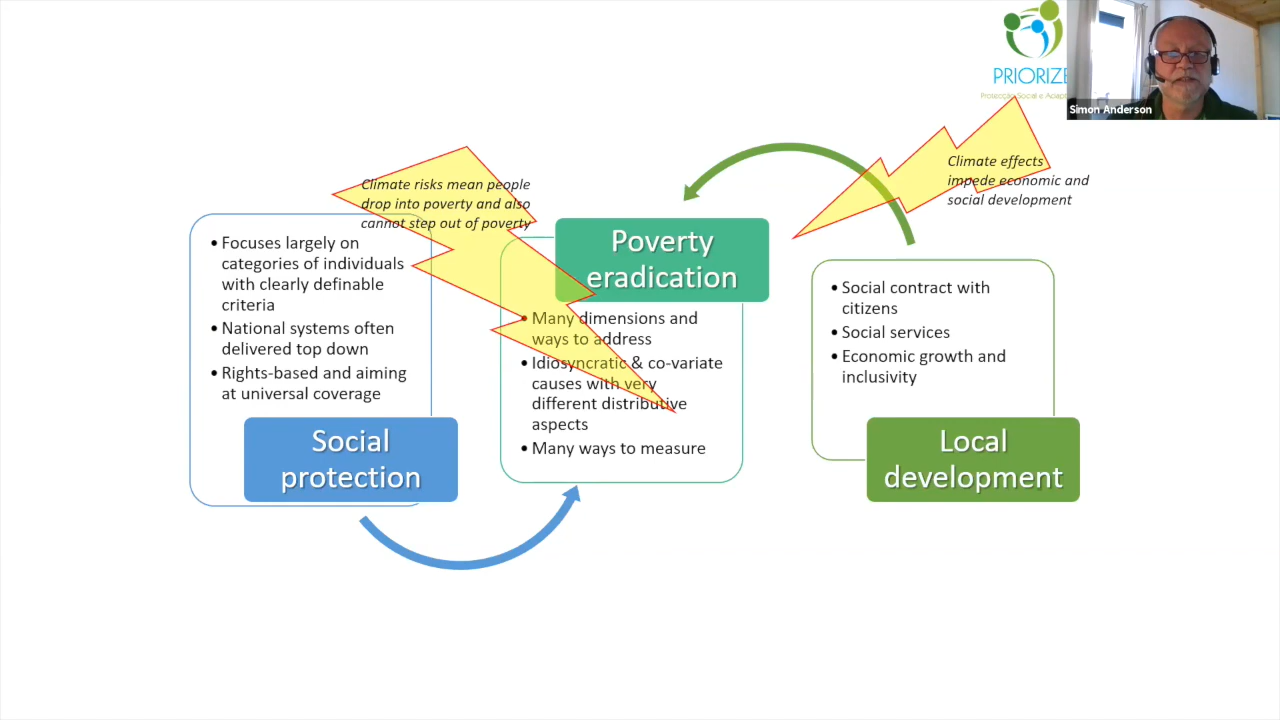 PRIORIZE
Protecção Social e Adap
Simon Anderson
Climate risks mean people
drop into poverty and also
cannot step out of poverty
Climate effects
impede economic and
social development
• Focuses largely on
categories of individuals
with clearly definable
criteria
• National systems often
delivered top down
• Rights-based and aiming
at universal coverage
Social
protection
Poverty
eradication
• Many dimensions and
ways to address
• Idiosyncratic & co-variate
causes with very
different distributive
aspects
• Many ways to measure
• Social contract with
citizens
• Social services
• Economic growth and
inclusivity
Local
development